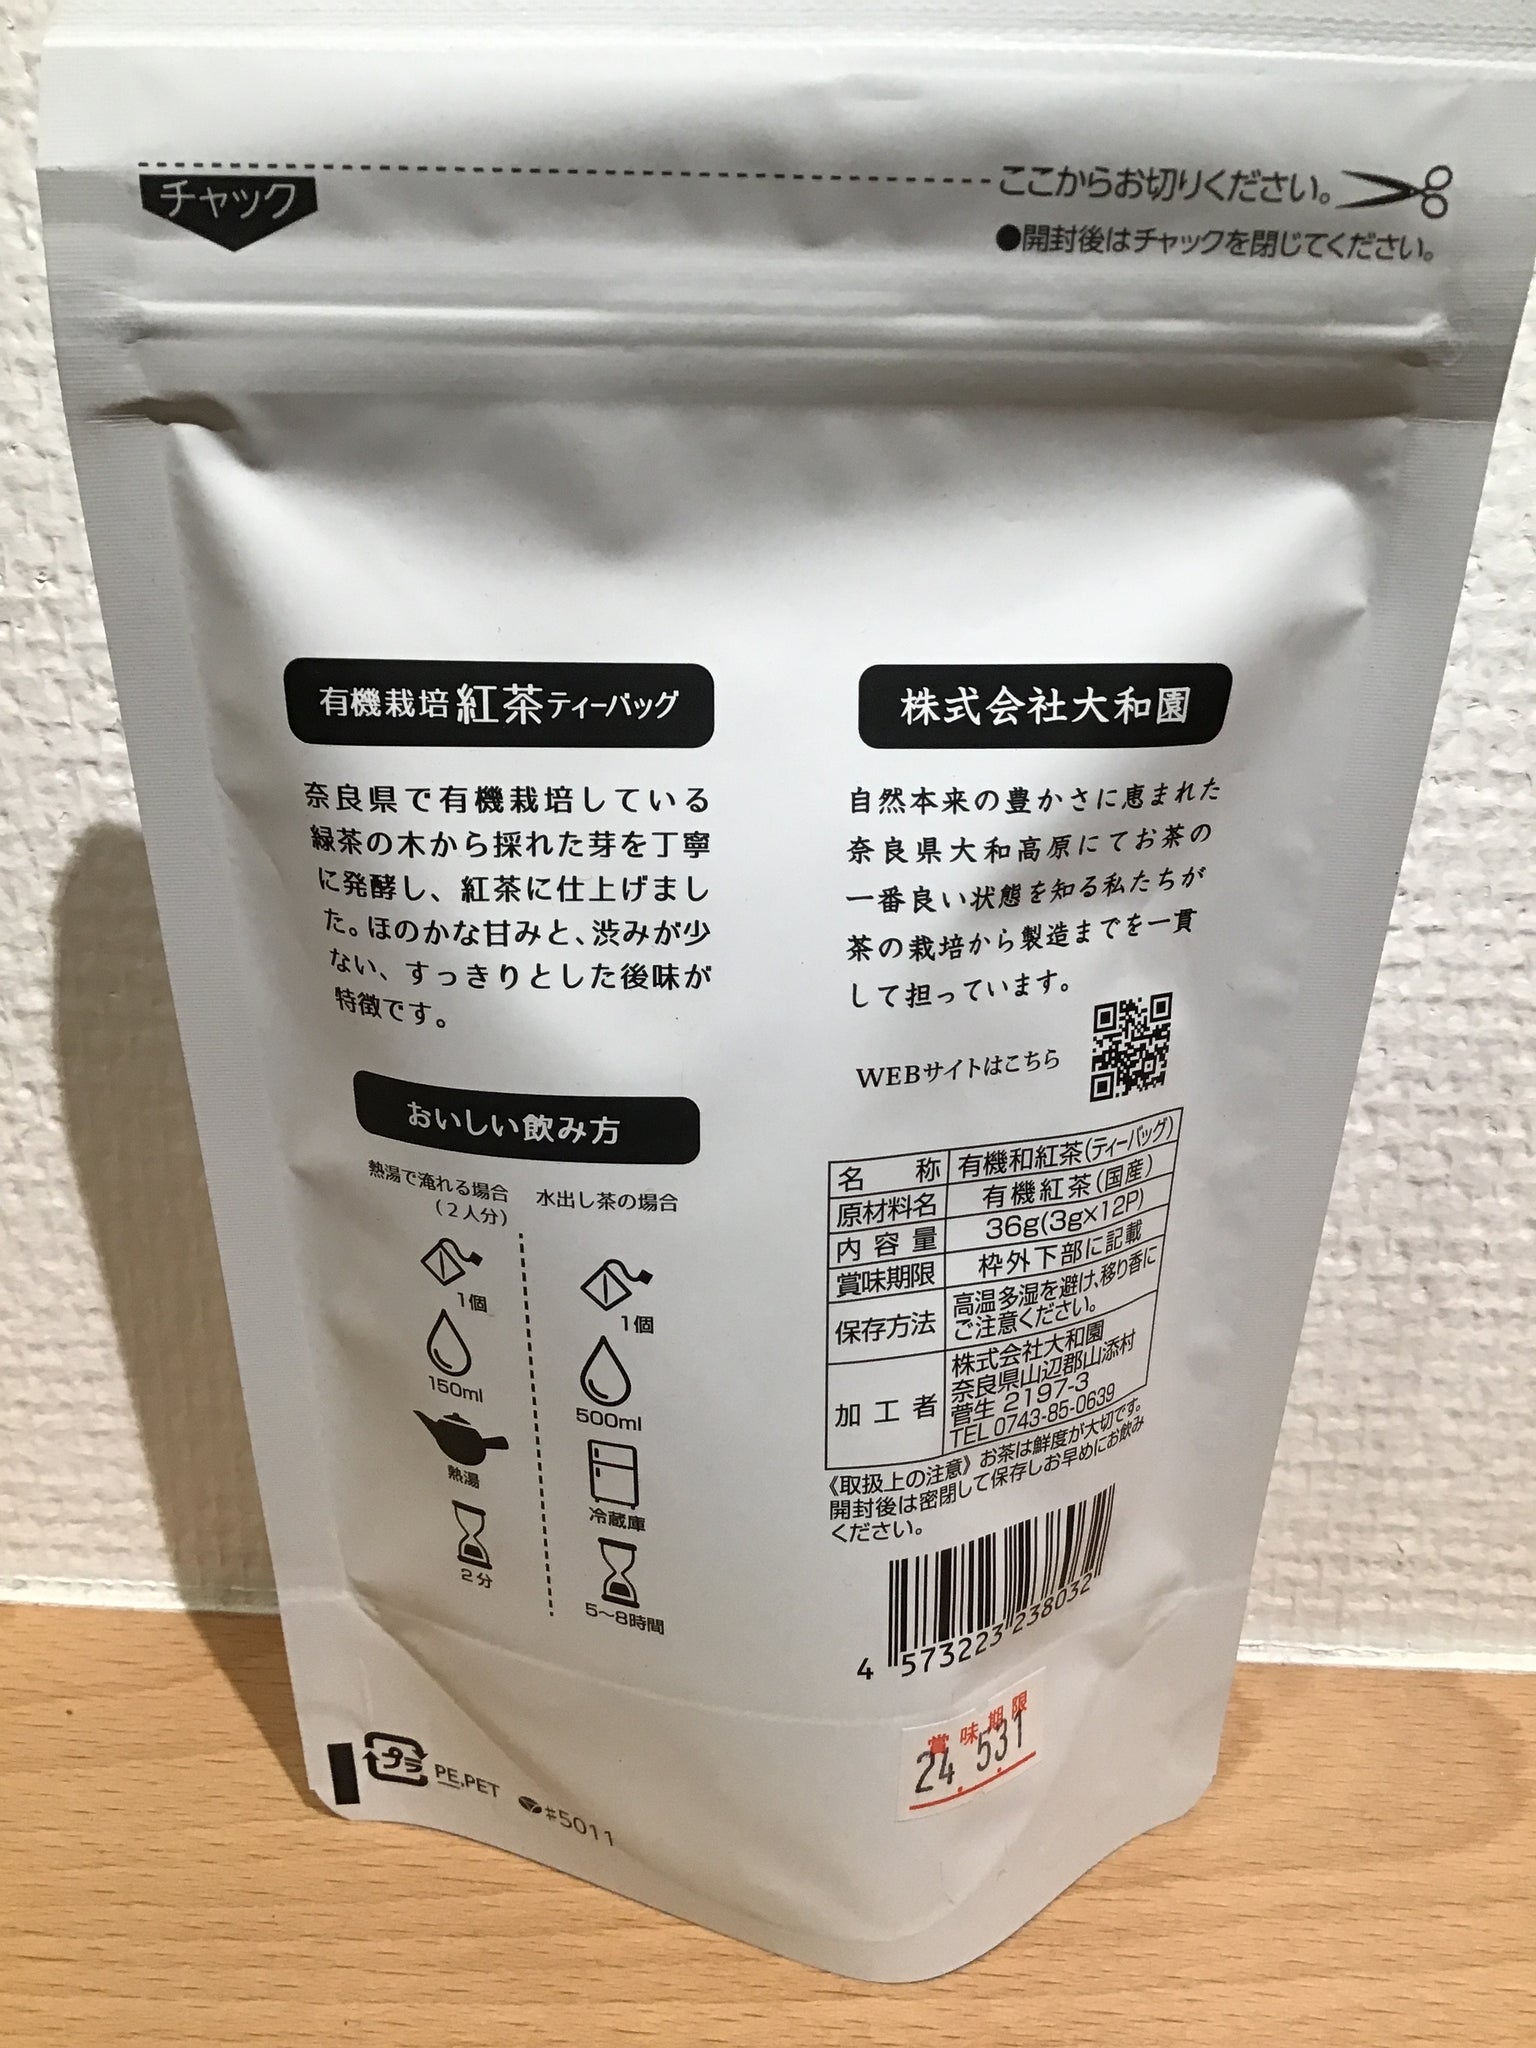 チャック
ここからお切りください。
●開封後はチャックを閉じてください。
有機栽培紅茶ティーバッグ
奈良県で有機栽培している
緑茶の木から採れた芽を丁寧
に発酵し、紅茶に仕上げまし
た。ほのかな甘みと、渋みが少
ない、すっきりとした後味が
特徴です。
おいしい飲み方
熱湯で淹れる場合
(2人分)
1個
150ml
熱湯
2分
水出し茶の場合
1個
500ml
冷蔵庫
5〜8時間
株式会社大和園
自然本来の豊かさに恵まれた
奈良県大和高原にてお茶の
一番良い状態を知る私たちが
茶の栽培から製造までを一貫
して担っています。
WEBサイトはこちら
名称 有機和紅茶(ティーバッグ)
原材料名 有機紅茶(国産)
内容量 36g(3g×12P)
賞味期限 枠外下部に記載
保存方法 高温多湿を避け、移り香に
ご注意ください。
加工者 株式会社大和園
奈良県山辺郡山添村
菅生 2197-3
TEL 0743-85-0639
《取扱上の注意》お茶は鮮度が大切です。
開封後は密閉して保存しお早めにお飲み
ください。
4 573223 238032
賞味期限
24.5.31
プラ
PE,PET
#5011